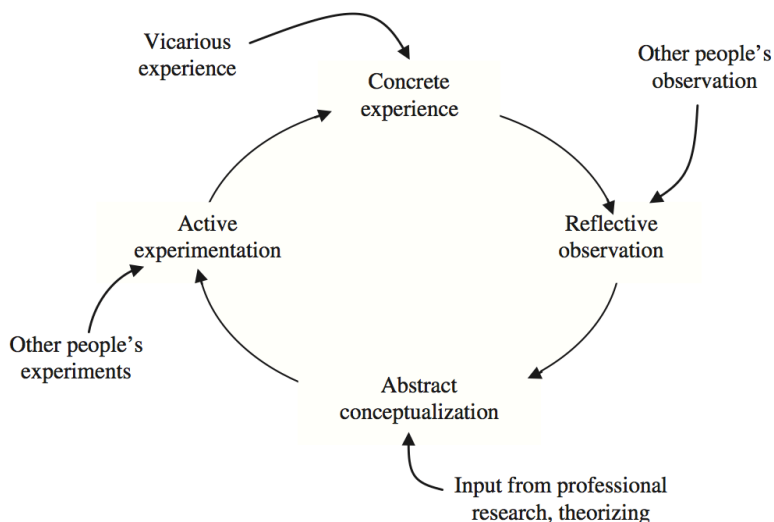 Vicarious
experience
Other people’s
observation
Concrete
experience
Active
experimentation
Reflective
observation
Other people’s
experiments
Abstract
conceptualization
Input from professional
research, theorizing